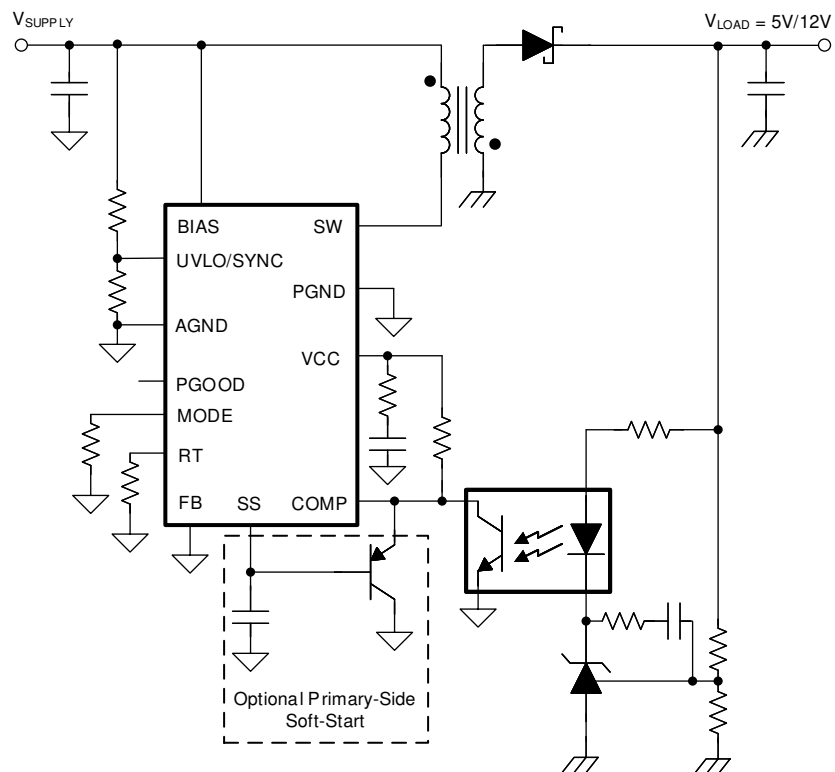 VSUPPLY
VLOAD = 5V/12V
BIAS
SW
UVLO/SYNC
PGND
AGND
VCC
PGOOD
MODE
RT
FB
SS
COMP
Optional Primary-Side
Soft-Start